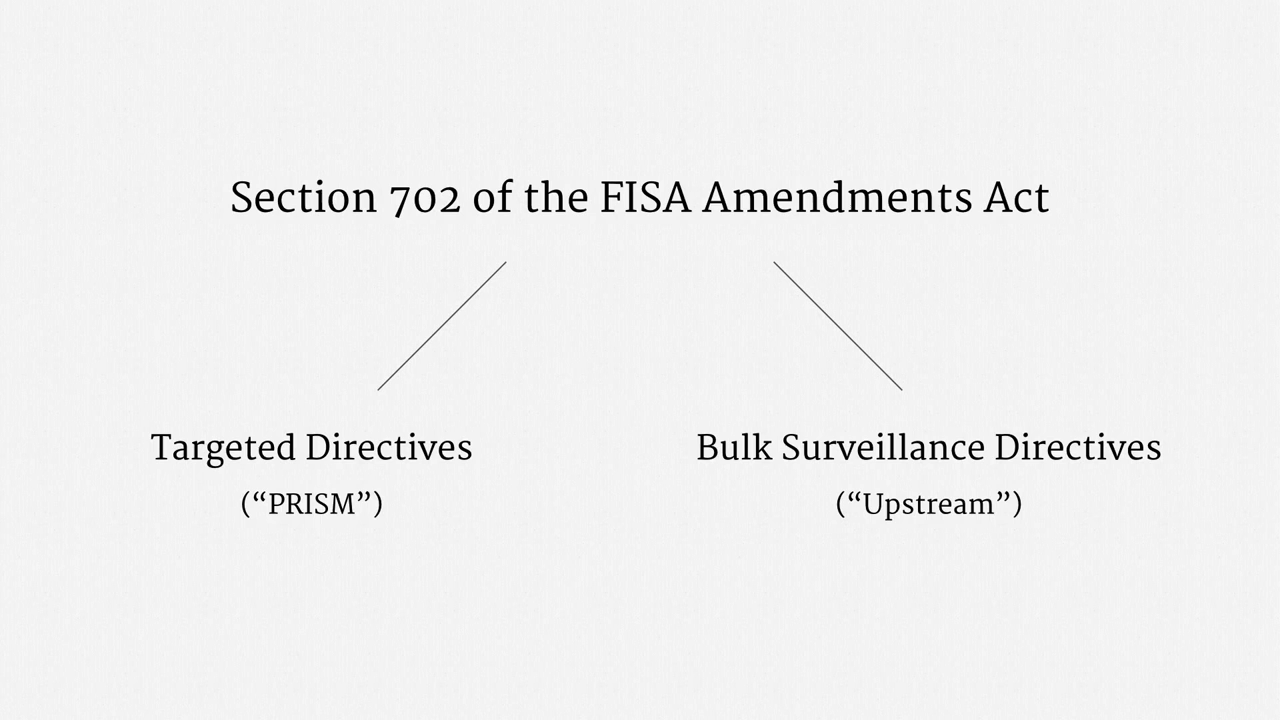 Section 702 of the FISA Amendments Act
Targeted Directives
(“PRISM”)
Bulk Surveillance Directives
(“Upstream”)